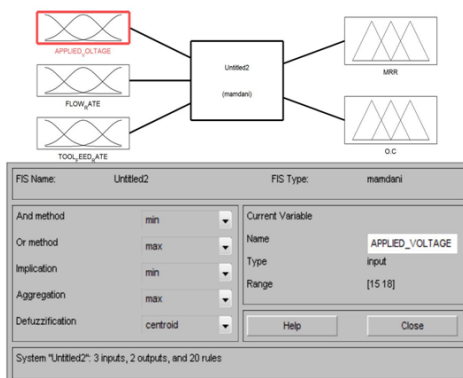 APPLIED_VOLTAGE
FLOW_RATE
TOOL_FEED_RATE
Untitled2
(mamdani)
MRR
O.C
FIS Name: Untitled2 FIS Type: mamdani
And method min
Or method max
Implication min
Aggregation max
Defuzzification centroid
Current Variable
Name APPLIED_VOLTAGE
Type input
Range [15 18]
Help Close
System "Untitled2": 3 inputs, 2 outputs, and 20 rules